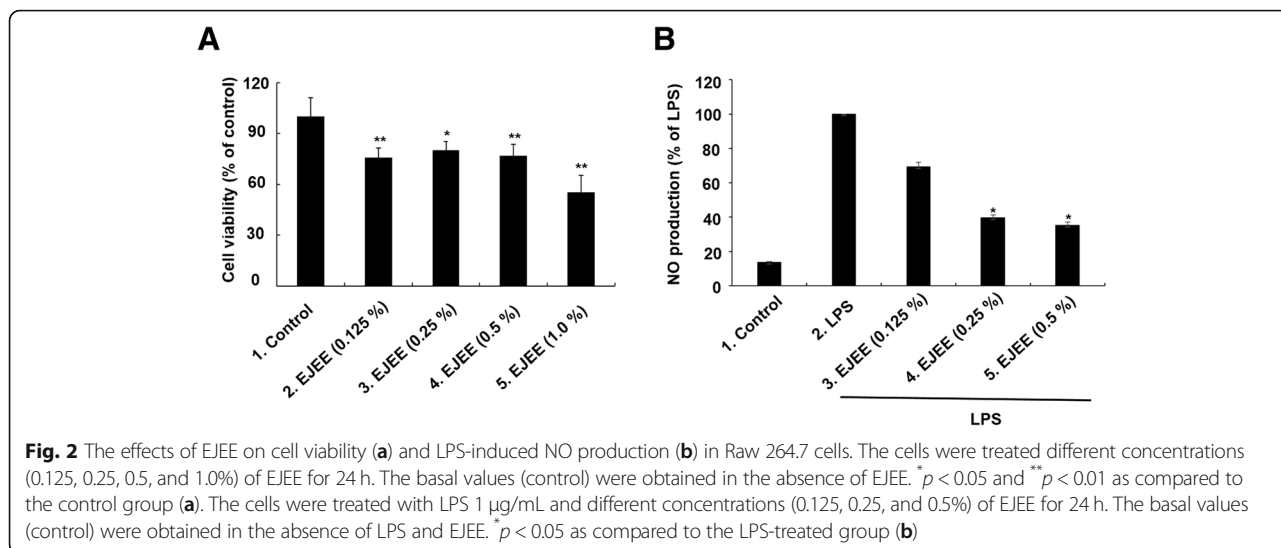 A
Cell viability (% of control)
120
90
60
30
0
**
*
**
**
1. Control
2. EJEE (0.125 %)
3. EJEE (0.25 %)
4. EJEE (0.5 %)
5. EJEE (1.0 %)
B
NO production (% of LPS)
120
100
80
60
40
20
0
*
*
1. Control
2. LPS
3. EJEE (0.125 %)
4. EJEE (0.25 %)
5. EJEE (0.5 %)
LPS
Fig. 2 The effects of EJEE on cell viability (a) and LPS-induced NO production (b) in Raw 264.7 cells. The cells were treated different concentrations
(0.125, 0.25, 0.5, and 1.0%) of EJEE for 24 h. The basal values (control) were obtained in the absence of EJEE. *p < 0.05 and **p < 0.01 as compared to
the control group (a). The cells were treated with LPS 1 μg/mL and different concentrations (0.125, 0.25, and 0.5%) of EJEE for 24 h. The basal values
(control) were obtained in the absence of LPS and EJEE. *p < 0.05 as compared to the LPS-treated group (b)